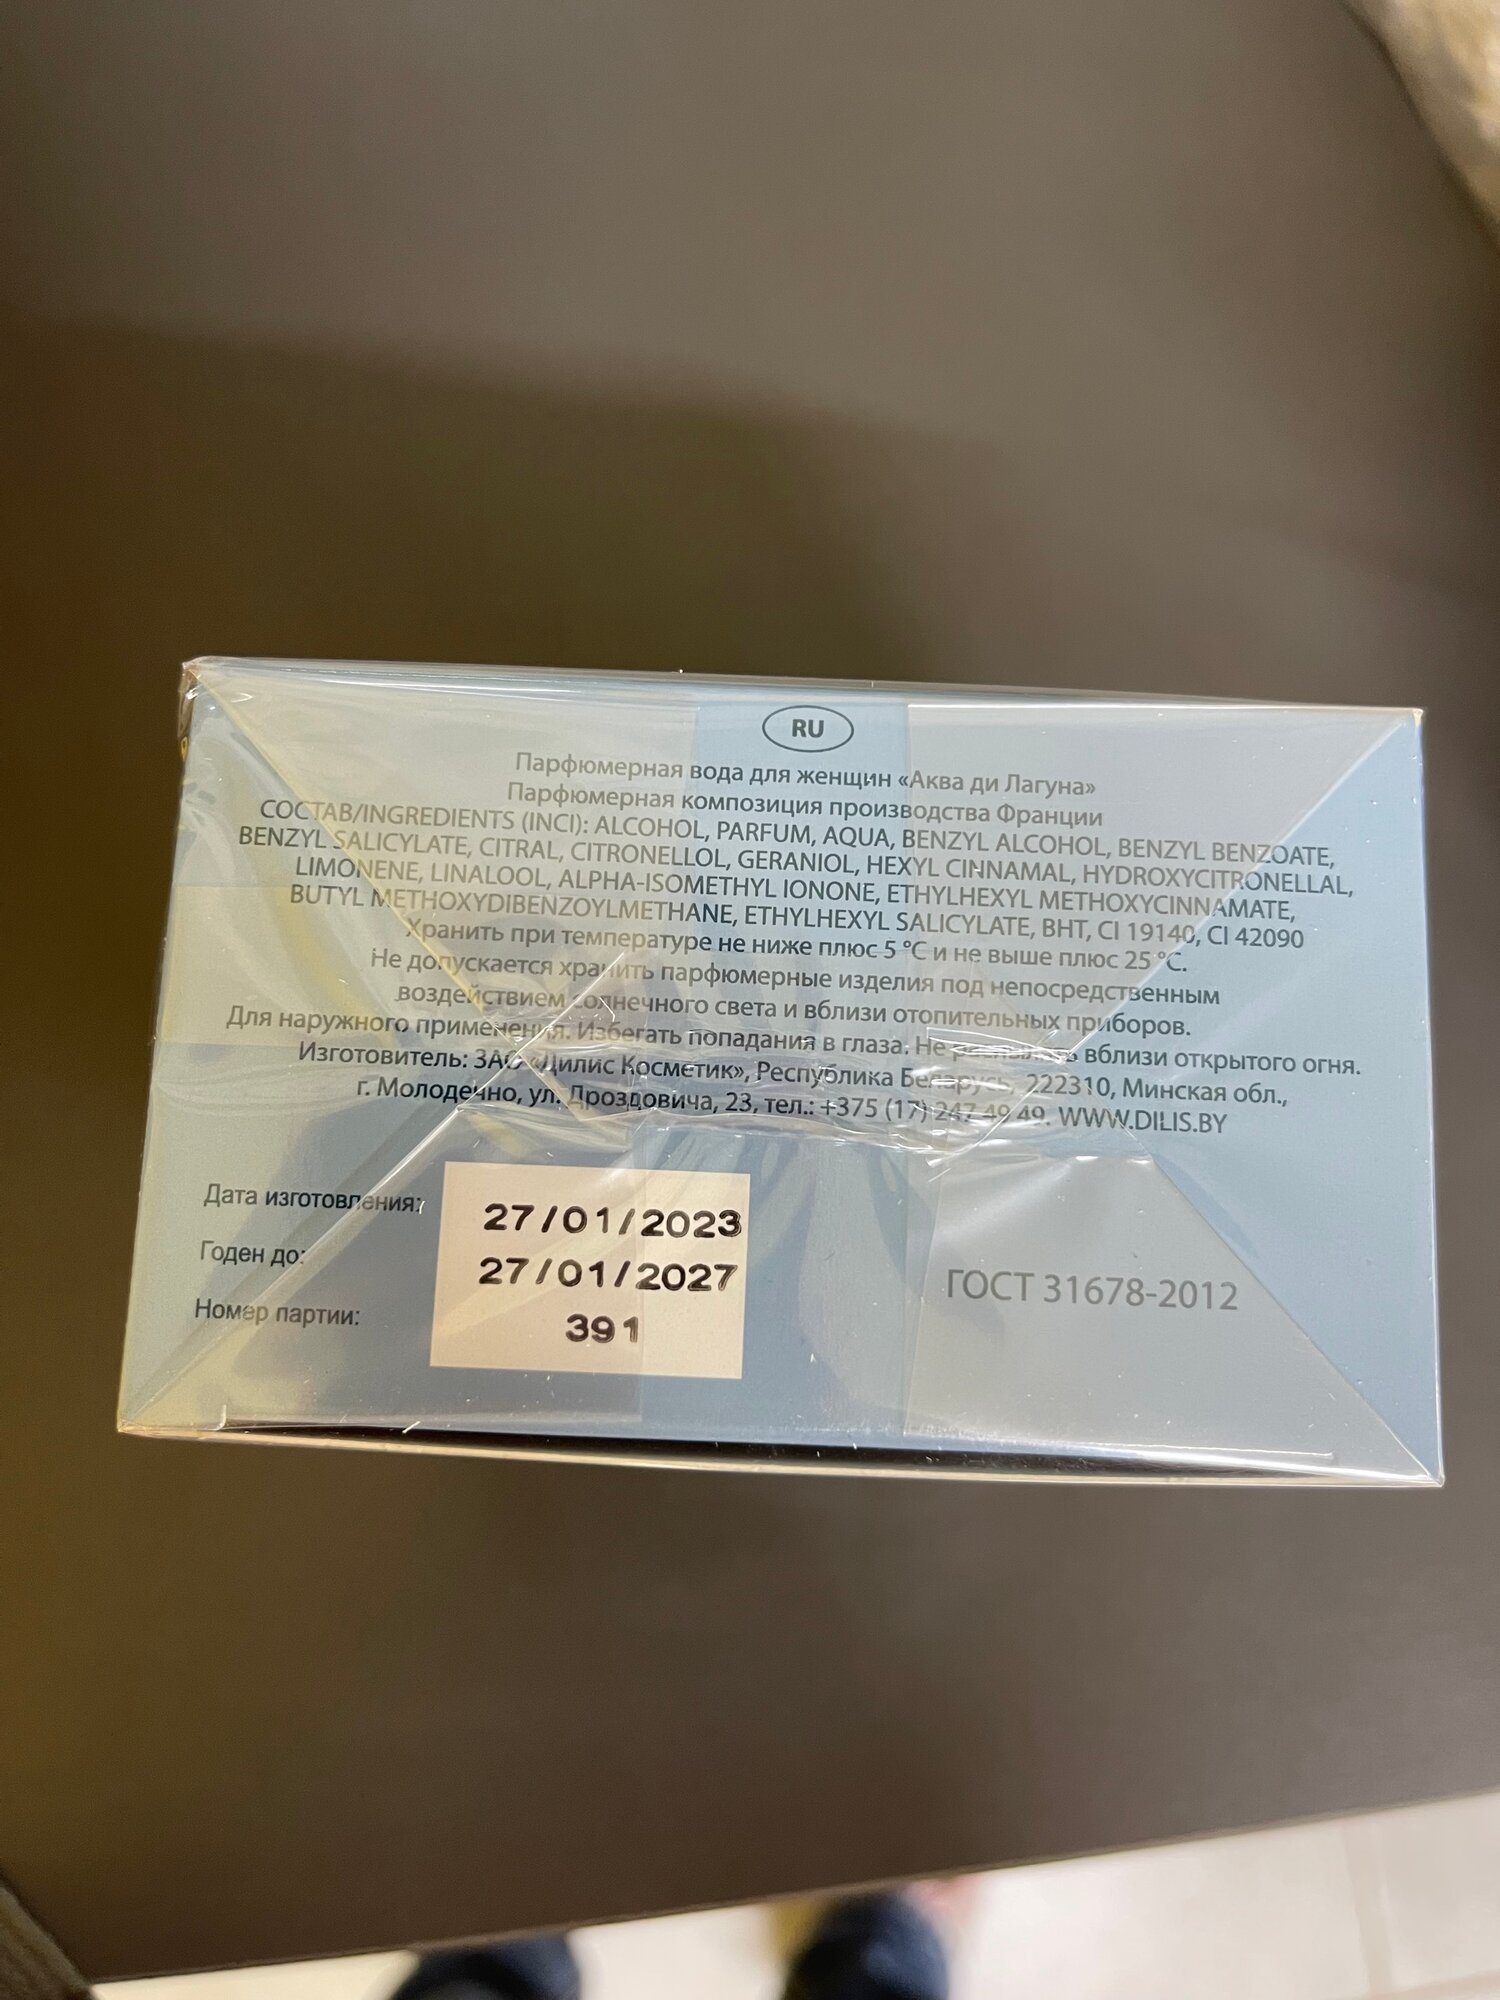 RU
Парфюмерная вода для женщин «Аква ди Лагуна»
Парфюмерная композиция производства Франции
СОСТАВ/INGREDIENTS (INCI): ALCOHOL, PARFUM, AQUA, BENZYL ALCOHOL, BENZYL BENZOATE,
BENZYL SALICYLATE, CITRAL, CITRONELLOL, GERANIOL, HEXYL CINNAMAL, HYDROXYCITRONELLAL,
LIMONENE, LINALOOL, ALPHA-ISOMETHYL IONONE, ETHYLHEXYL METHOXYCINNAMATE,
BUTYL METHOXYDIBENZOYLMETHANE, ETHYLHEXYL SALICYLATE, BHT, CI 19140, CI 42090
Хранить при температуре не ниже плюс 5 °С и не выше плюс 25 °С.
Не допускается хранить парфюмерные изделия под непосредственным
воздействием солнечного света и вблизи отопительных приборов.
Для наружного применения. Избегать попадания в глаза. Не распылять вблизи открытого огня.
Изготовитель: ЗАО «Дилис Косметик», Республика Беларусь, 222310, Минская обл.,
г. Молодечно, ул. Дроздовича, 23, тел.: +375 (17) 247 49 49. WWW.DILIS.BY
Дата изготовления: 27/01/2023
Годен до: 27/01/2027
Номер партии: 391
ГОСТ 31678-2012